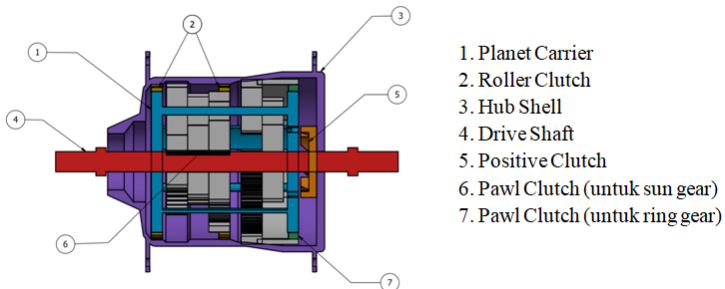 2
3
1
5
4
6
7
1. Planet Carrier
2. Roller Clutch
3. Hub Shell
4. Drive Shaft
5. Positive Clutch
6. Pawl Clutch (untuk sun gear)
7. Pawl Clutch (untuk ring gear)